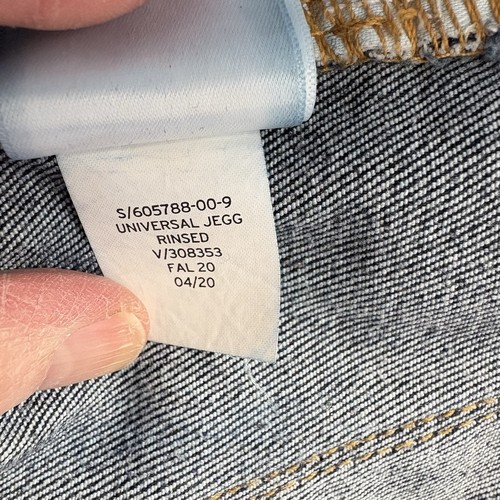 S/605788-00-9
UNIVERSAL JEGG
RINSED
V/308353
FAL 20
04/20